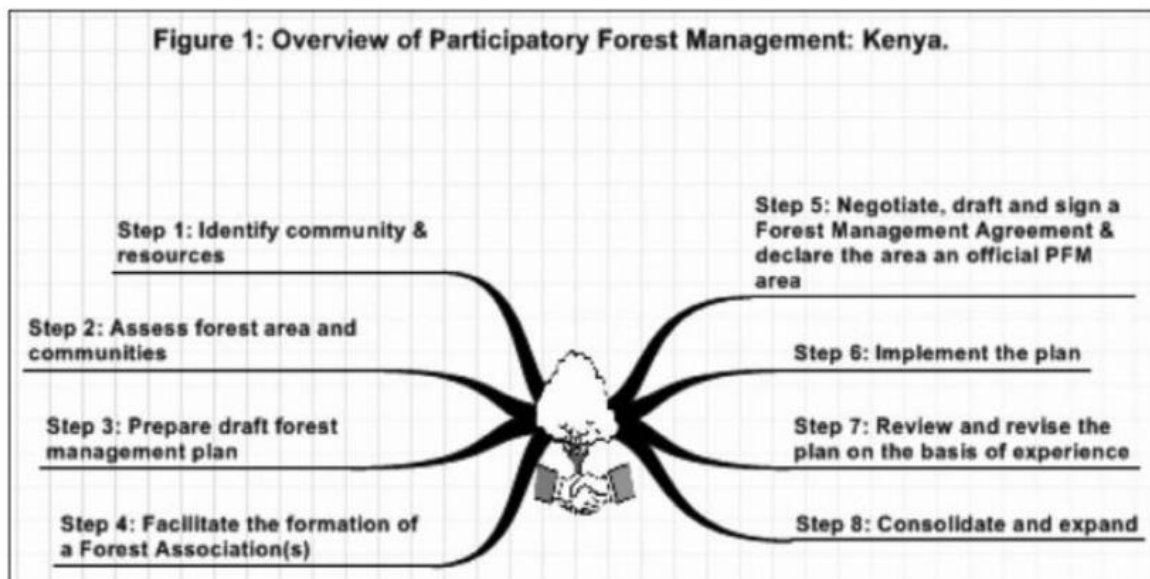 Figure 1: Overview of Participatory Forest Management: Kenya.
Step 1: Identify community &
resources
Step 2: Assess forest area and
communities
Step 3: Prepare draft forest
management plan
Step 4: Facilitate the formation of
a Forest Association(s)
Step 5: Negotiate, draft and sign a
Forest Management Agreement &
declare the area an official PFM
area
Step 6: Implement the plan
Step 7: Review and revise the
plan on the basis of experience
Step 8: Consolidate and expand